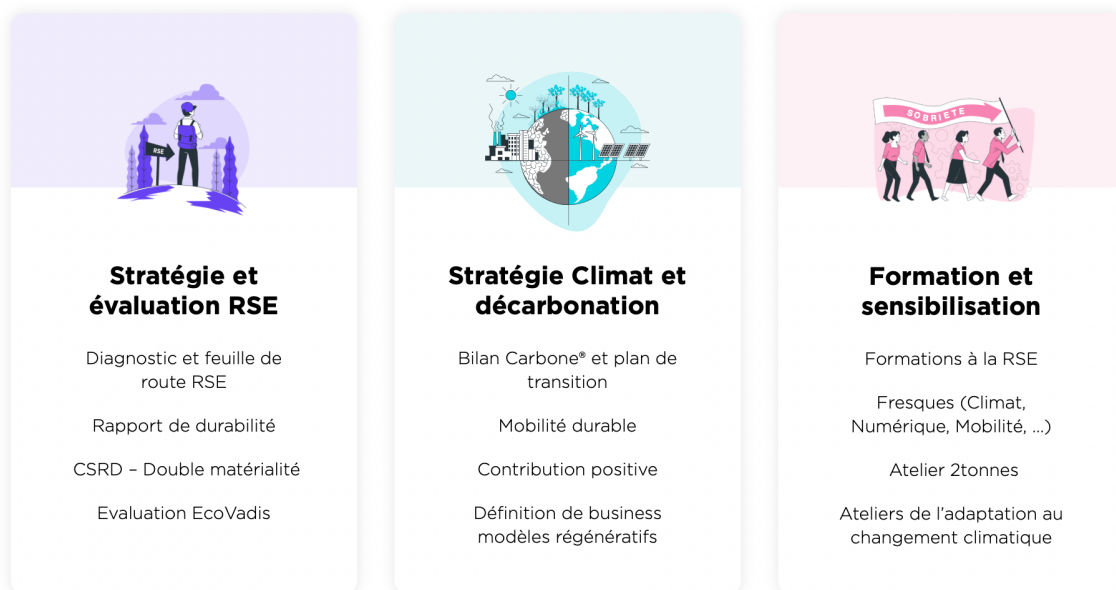 RSE
Stratégie et
évaluation RSE
Diagnostic et feuille de
route RSE
Rapport de durabilité
CSRD – Double matérialité
Evaluation EcoVadis
Stratégie Climat et
décarbonation
Bilan Carbone® et plan de
transition
Mobilité durable
Contribution positive
Définition de business
modèles régénératifs
SOBRIETE
Formation et
sensibilisation
Formations à la RSE
Fresques (Climat,
Numérique, Mobilité, ...)
Atelier 2tonnes
Ateliers de l’adaptation au
changement climatique